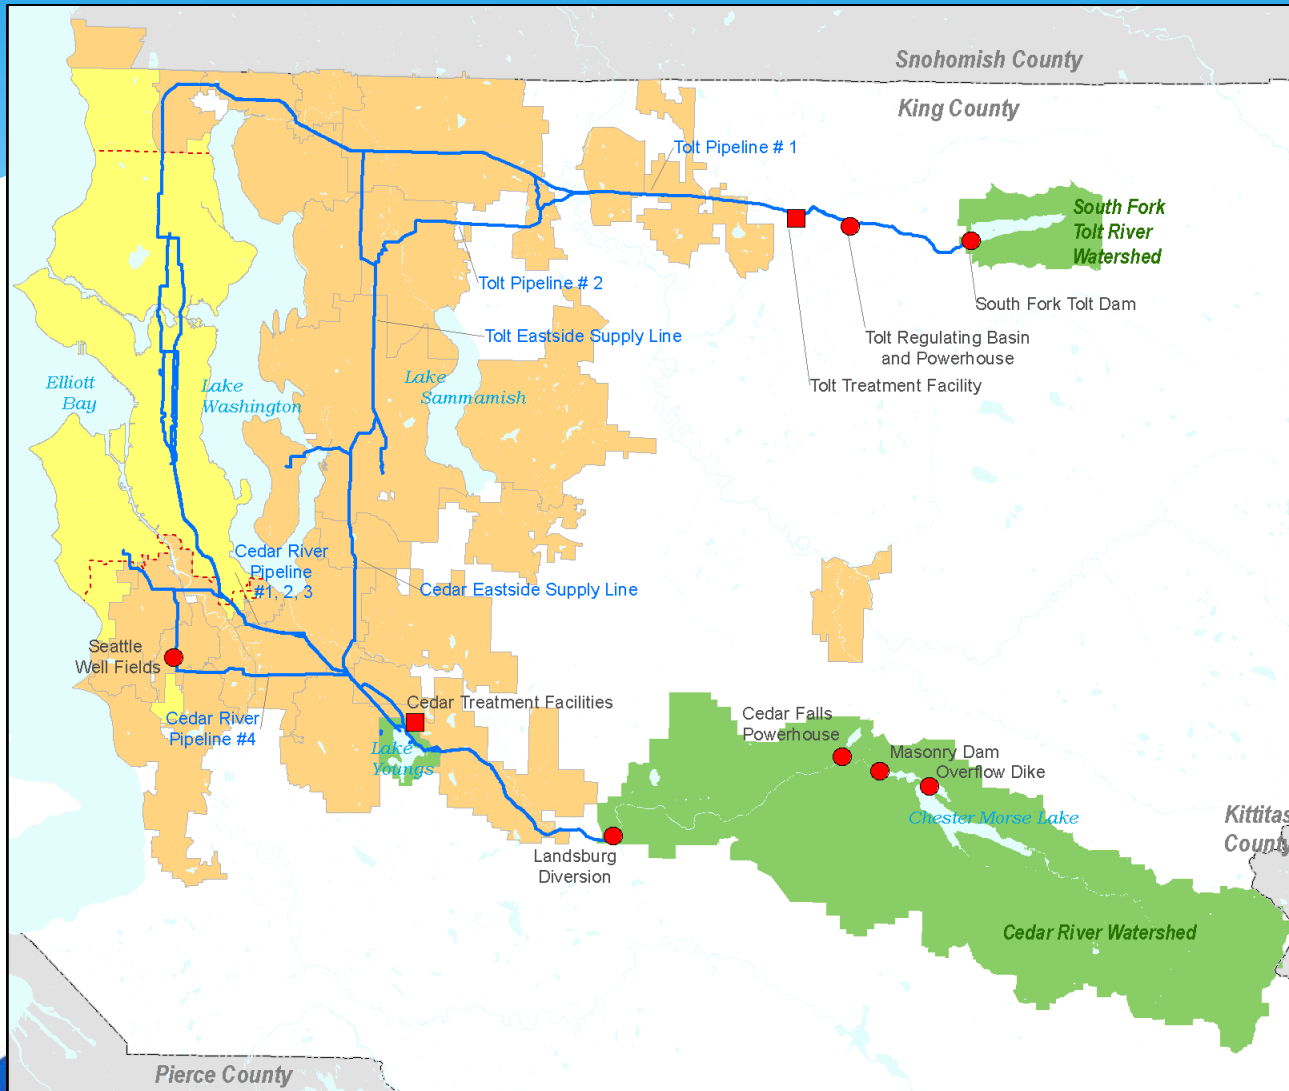 Snohomish County
King County
Tolt Pipeline # 1
South Fork
Tolt River
Watershed
Tolt Pipeline # 2
South Fork Tolt Dam
Tolt Eastside Supply Line
Tolt Regulating Basin
and Powerhouse
Tolt Treatment Facility
Elliott
Bay
Lake
Washington
Lake
Sammamish
Cedar River
Pipeline
#1, 2, 3
Cedar Eastside Supply Line
Seattle
Well Fields
Cedar River
Pipeline #4
Cedar Treatment Facilities
Lake
Youngs
Cedar Falls
Powerhouse
Masonry Dam
Overflow Dike
Chester Morse Lake
Kittitas
County
Landsburg
Diversion
Cedar River Watershed
Pierce County